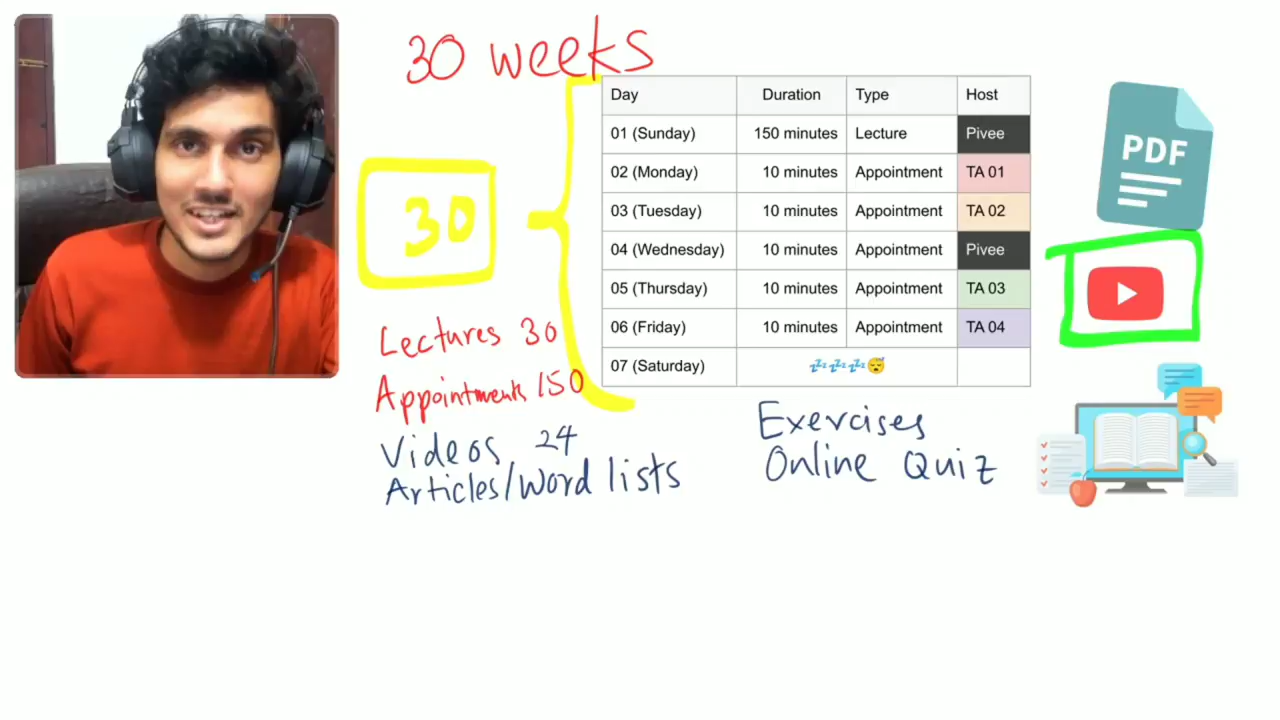 30 weeks
Day Duration Type Host
01 (Sunday) 150 minutes Lecture Pivee
02 (Monday) 10 minutes Appointment TA 01
03 (Tuesday) 10 minutes Appointment TA 02
04 (Wednesday) 10 minutes Appointment Pivee
05 (Thursday) 10 minutes Appointment TA 03
06 (Friday) 10 minutes Appointment TA 04
07 (Saturday) 💤💤💤😴
30
PDF
Lectures 30
Appointments 150
Videos 24
Articles/Word lists
Exercises
Online Quiz